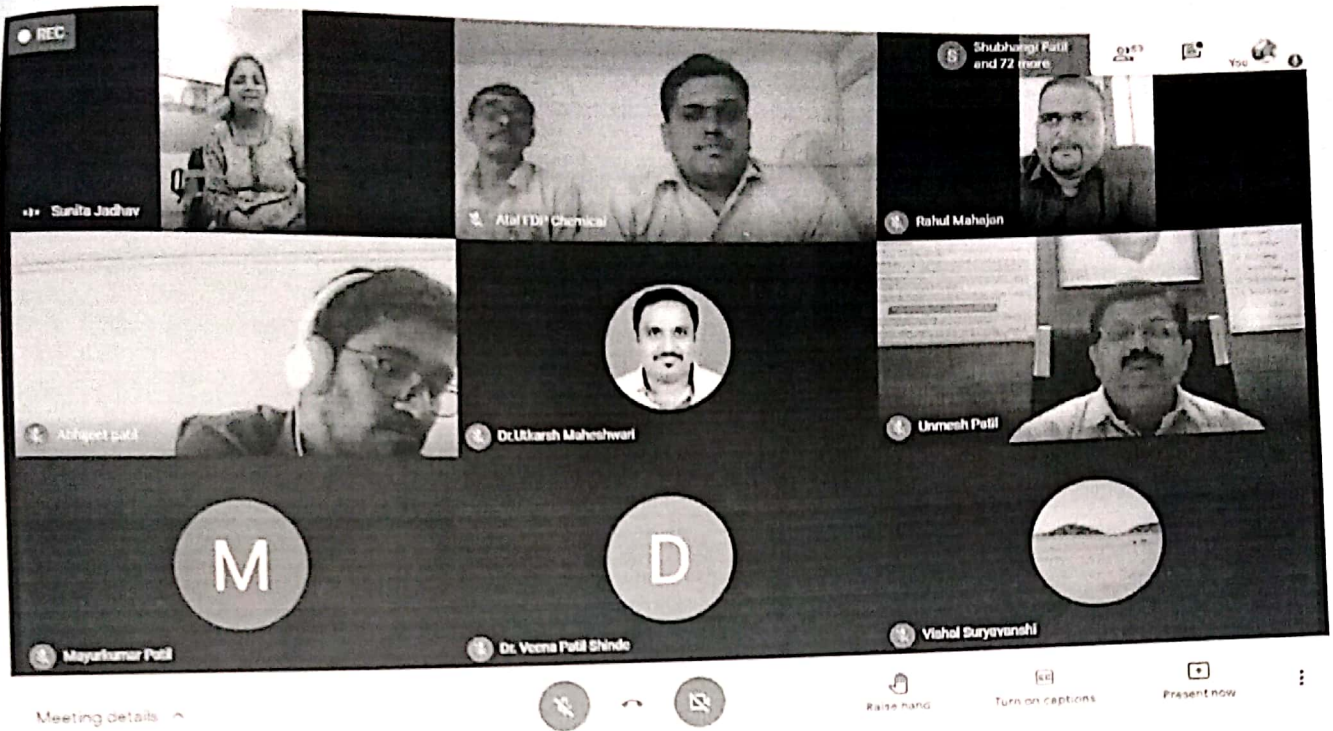 REC
Shubhangi Patil
and 72 more
S
You
Sunita Jadhav
Atal FDP Chemical
Rahul Mahajan
Abhijeet patil
Dr.Utkarsh Maheshwari
Unmesh Patil
M
D
Mayurkumar Patil
Dr. Veena Patil Shinde
Vishal Suryavanshi
Meeting details
Raise hand
Turn on captions
Present now